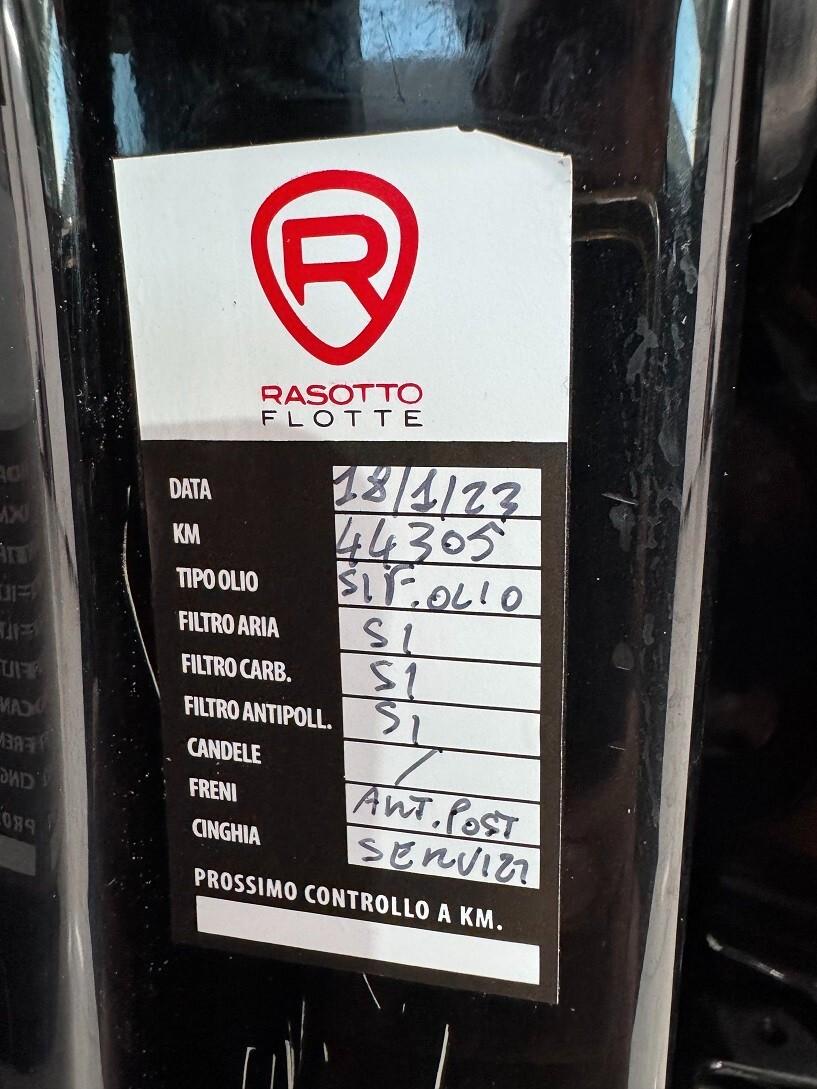 R
RASOTTO
FLOTTE
DATA 18/1/23
KM 44305
TIPO OLIO SI F. OLIO
FILTRO ARIA SI
FILTRO CARB. SI
FILTRO ANTIPOLL. SI
CANDELE /
FRENI ANT. POST
CINGHIA SERVIZI
PROSSIMO CONTROLLO A KM.